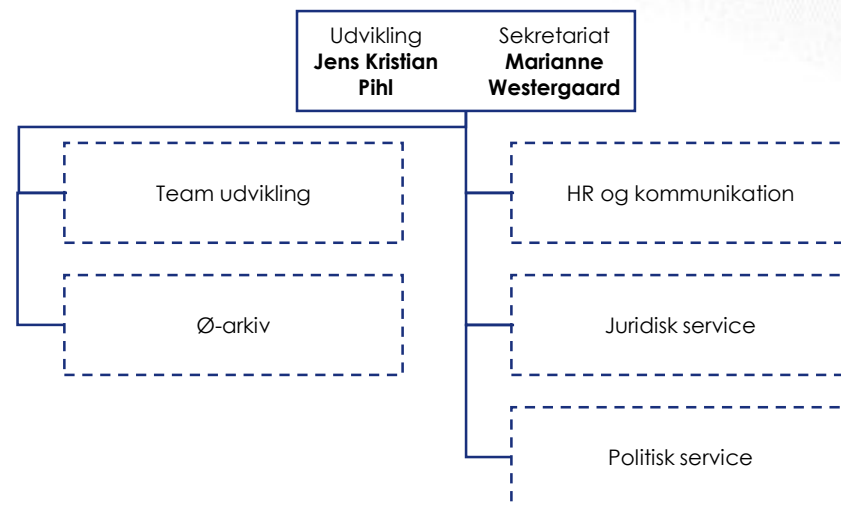 Udvikling
Jens Kristian
Pihl
Sekretariat
Marianne
Westergaard
Team udvikling
HR og kommunikation
Ø-arkiv
Juridisk service
Politisk service